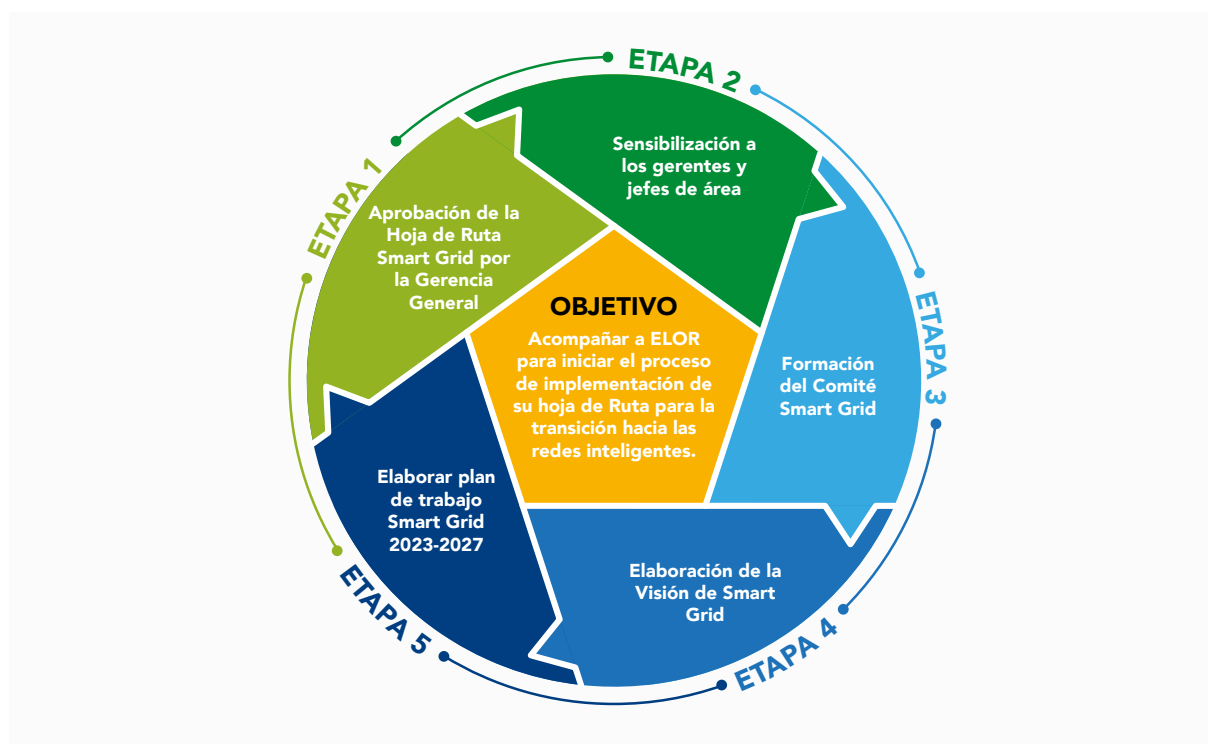 ETAPA 1
Aprobación de la
Hoja de Ruta
Smart Grid por
la Gerencia
General
ETAPA 2
Sensibilización a
los gerentes y
jefes de área
ETAPA 3
Formación
del Comité
Smart Grid
ETAPA 4
Elaboración de la
Visión de Smart
Grid
ETAPA 5
Elaborar plan
de trabajo
Smart Grid
2023-2027
OBJETIVO
Acompañar a ELOR
para iniciar el proceso
de implementación de
su hoja de Ruta para la
transición hacia las
redes inteligentes.